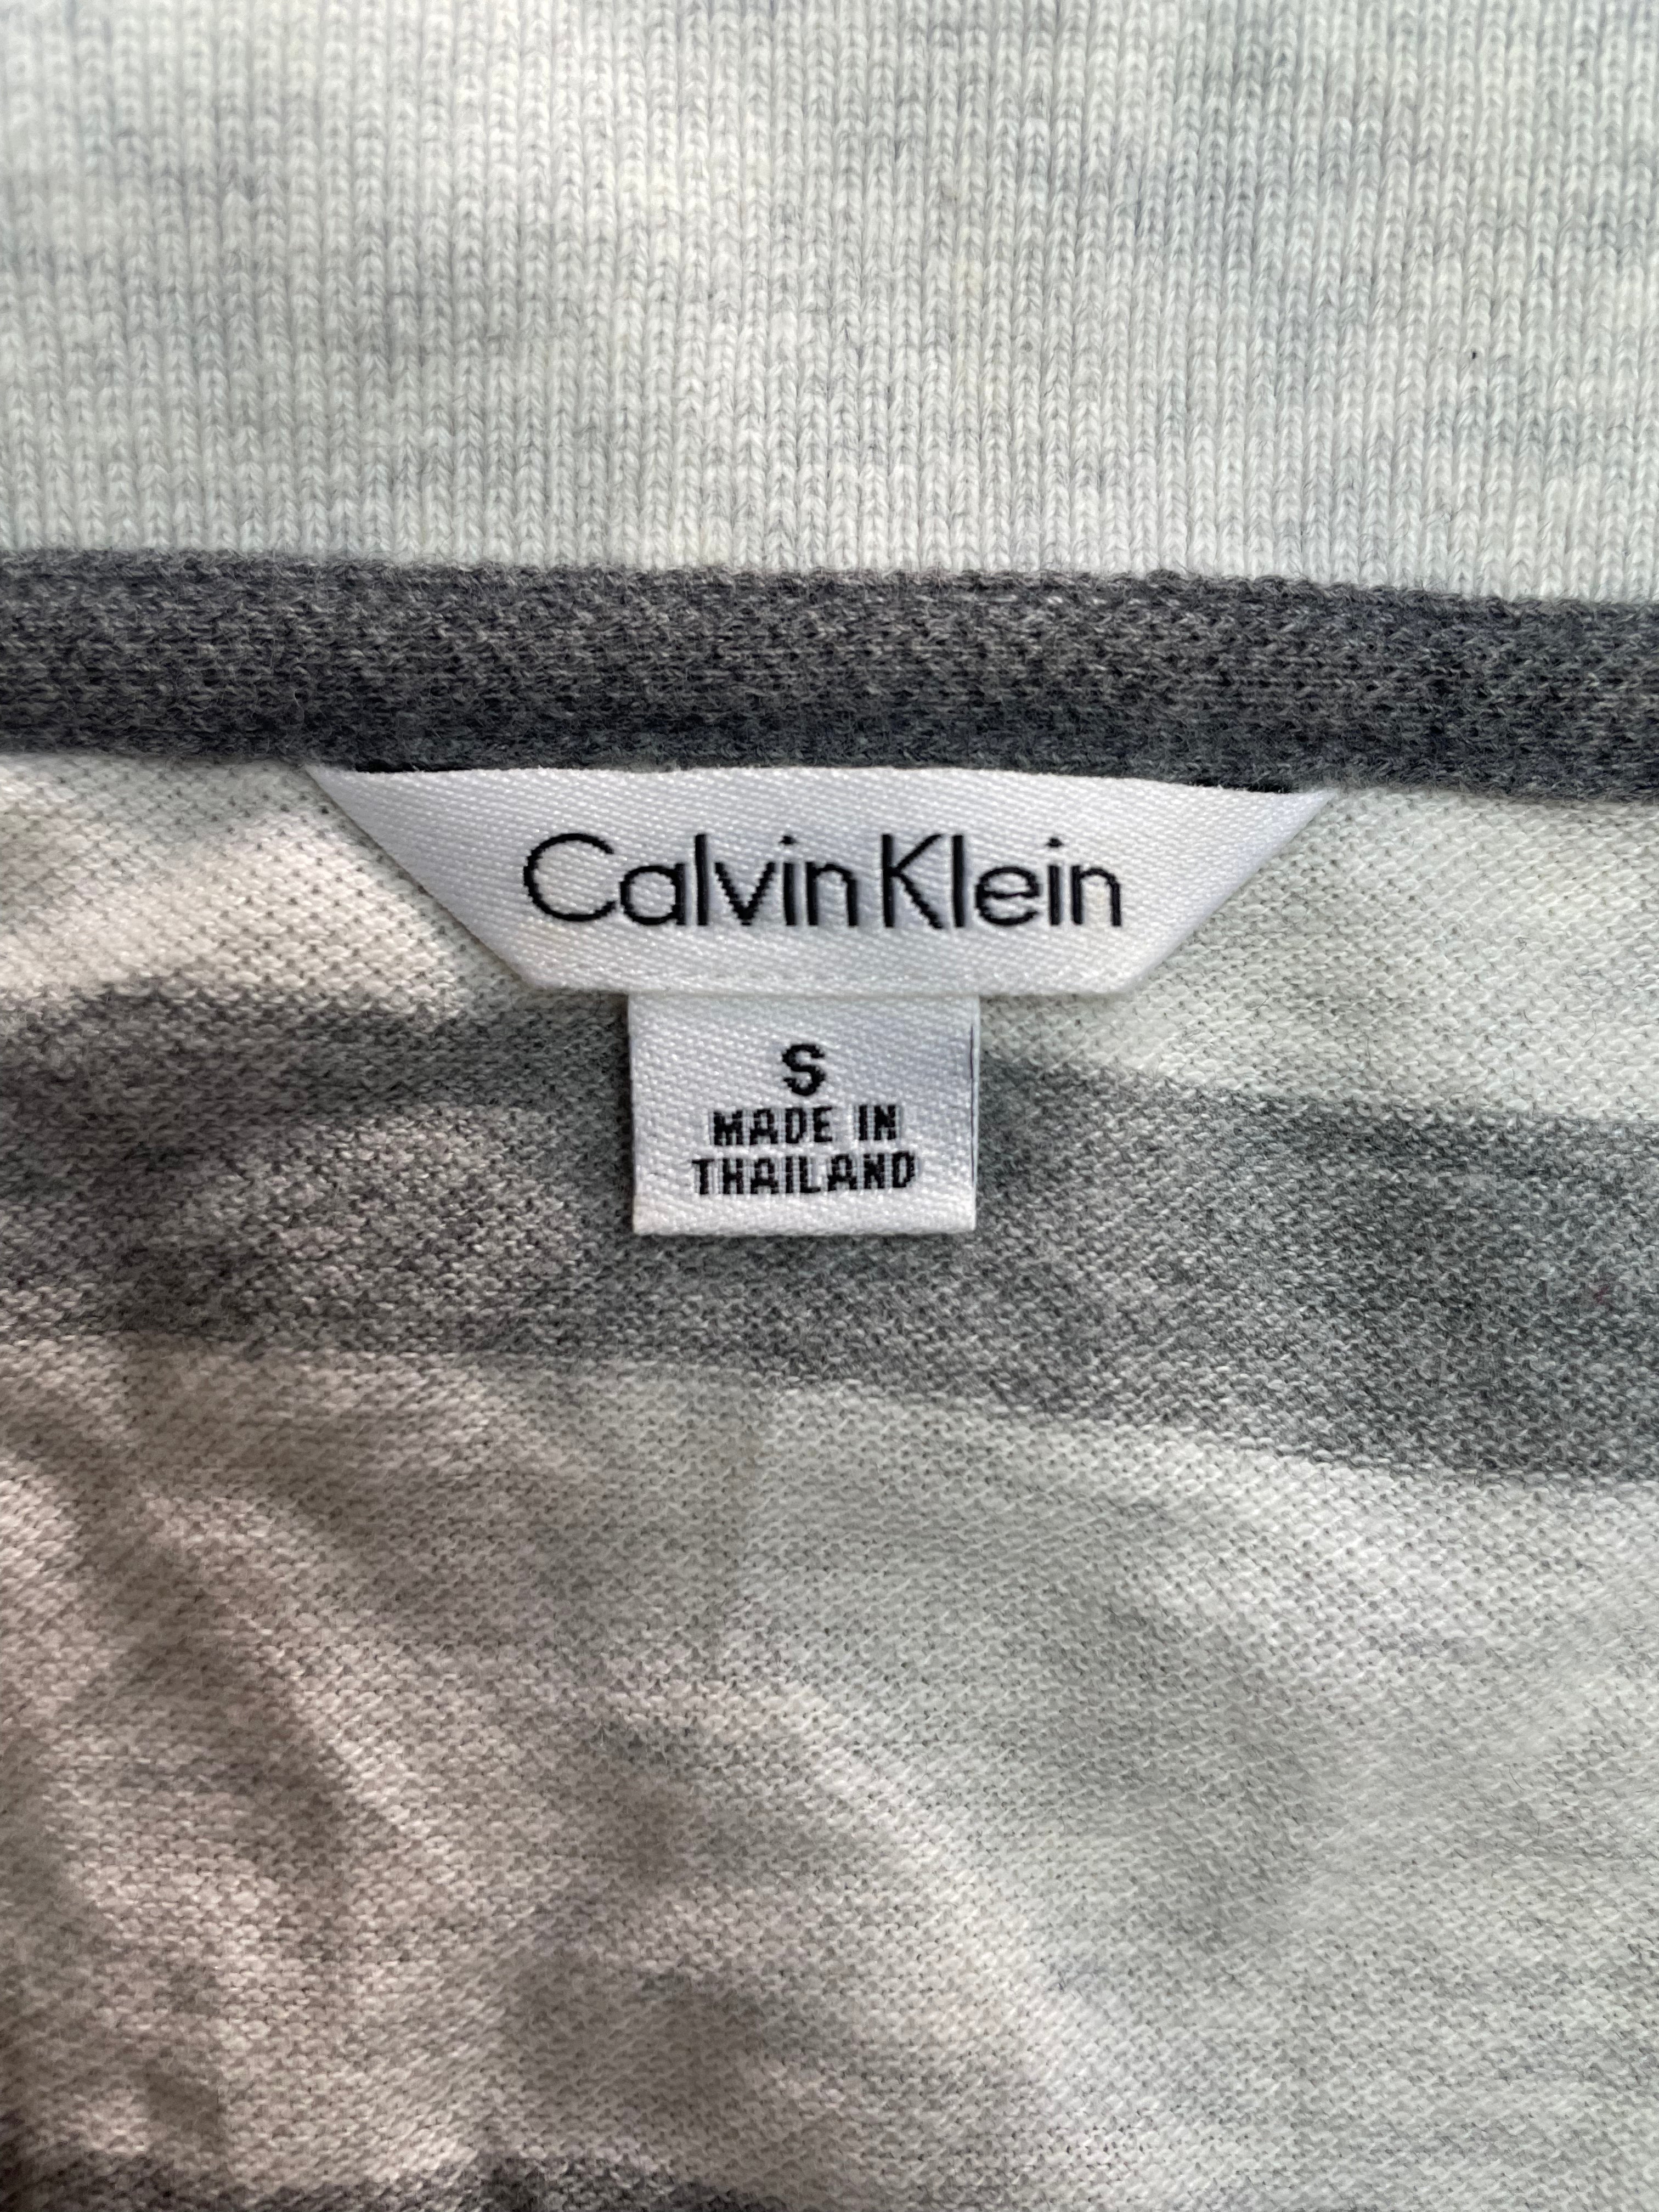 Calvin Klein
S
MADE IN
THAILAND